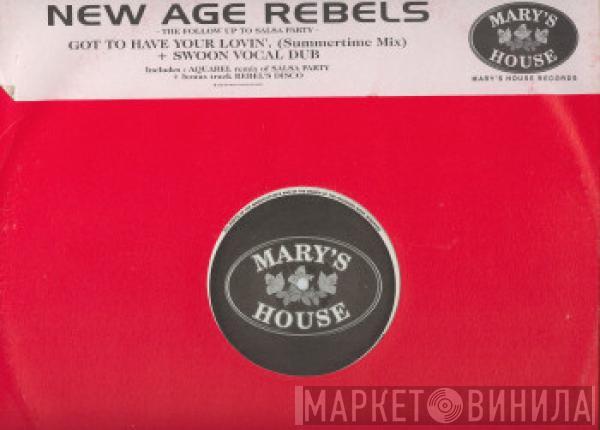 NEW AGE REBELS
- THE FOLLOW UP TO SALSA PARTY -
GOT TO HAVE YOUR LOVIN', (Summertime Mix)
+ SWOON VOCAL DUB
Includes : AQUAREL remix of SALSA PARTY
+ bonus track REBEL'S DISCO
MARY'S
HOUSE
MARY'S HOUSE RECORDS
MARY'S
HOUSE
МАРКЕТ ВИНИЛА